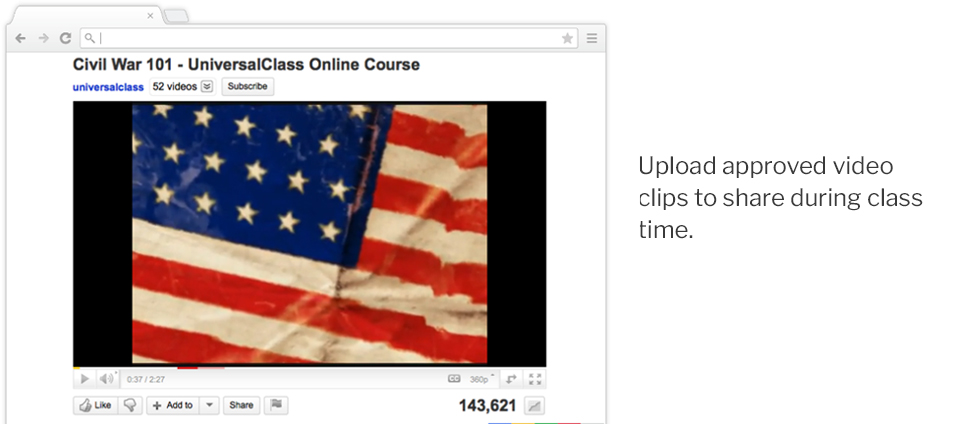 Civil War 101 - UniversalClass Online Course
universalclass 52 videos Subscribe
Upload approved video
clips to share during class
time.
0:37 / 2:27 CC 360p
Like Add to Share 143,621